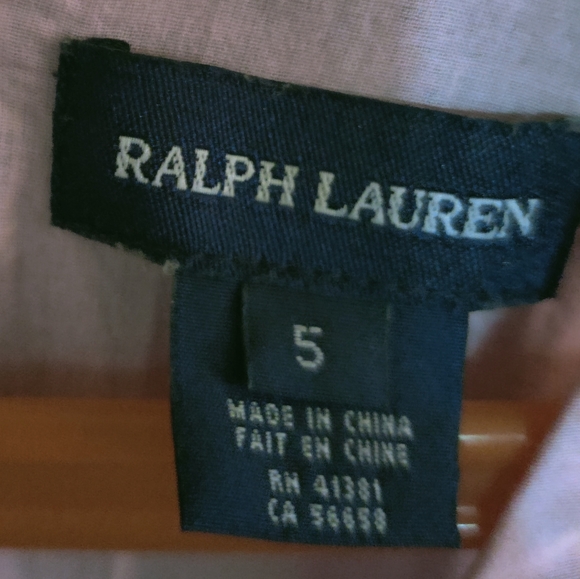 RALPH LAUREN
5
MADE IN CHINA
FAIT EN CHINE
RN 41381
CA 56658